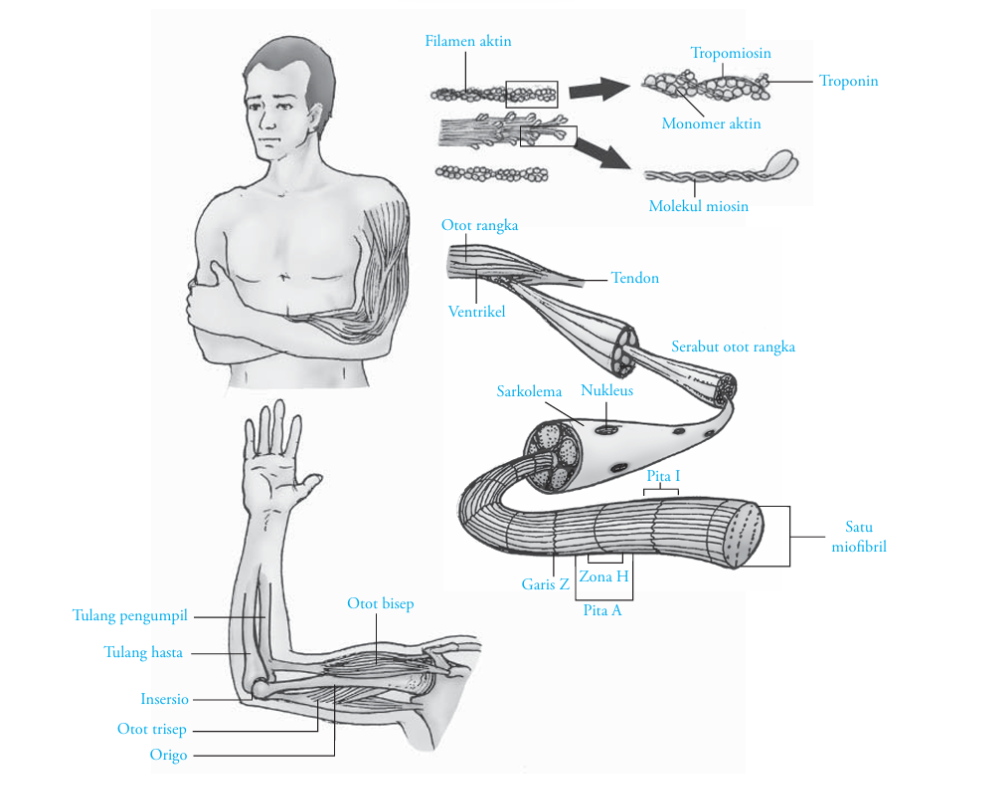 Filamen aktin
Tropomiosin
Troponin
Monomer aktin
Molekul miosin
Otot rangka
Tendon
Ventrikel
Serabut otot rangka
Sarkolema
Nukleus
Pita I
Satu
miofibril
Garis Z
Zona H
Pita A
Otot bisep
Tulang pengumpil
Tulang hasta
Insersio
Otot trisep
Origo